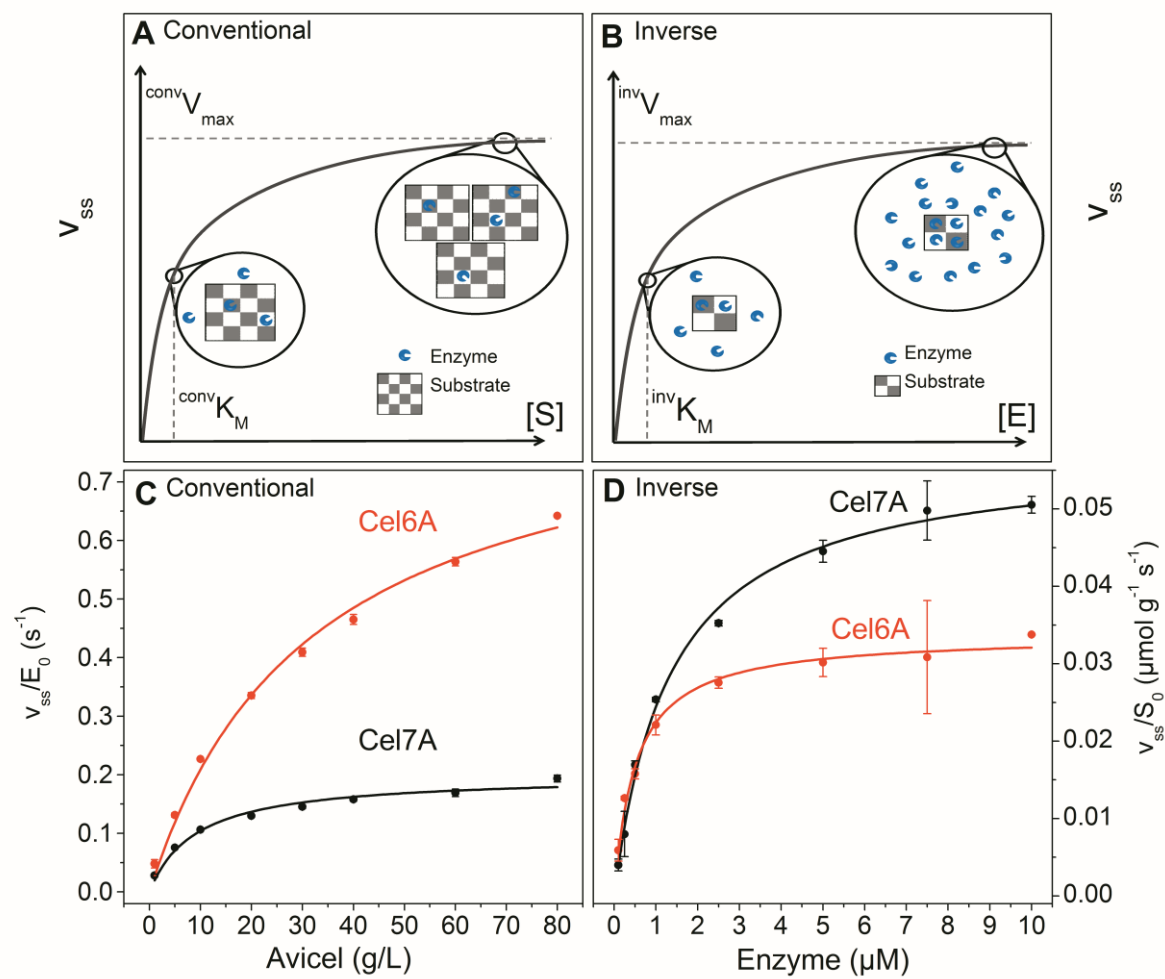 A Conventional
convVmax
vss
convKM
[S]
Enzyme
Substrate
B Inverse
invVmax
vss
invKM
[E]
Enzyme
Substrate
C Conventional
Cel6A
Cel7A
0.7
0.6
0.5
0.4
0.3
0.2
0.1
0.0
vss/E0 (s-1)
0 10 20 30 40 50 60 70 80
Avicel (g/L)
D Inverse
Cel7A
Cel6A
0.05
0.04
0.03
0.02
0.01
0.00
vss/S0 (µmol g-1 s-1)
0 1 2 3 4 5 6 7 8 9 10
Enzyme (µM)